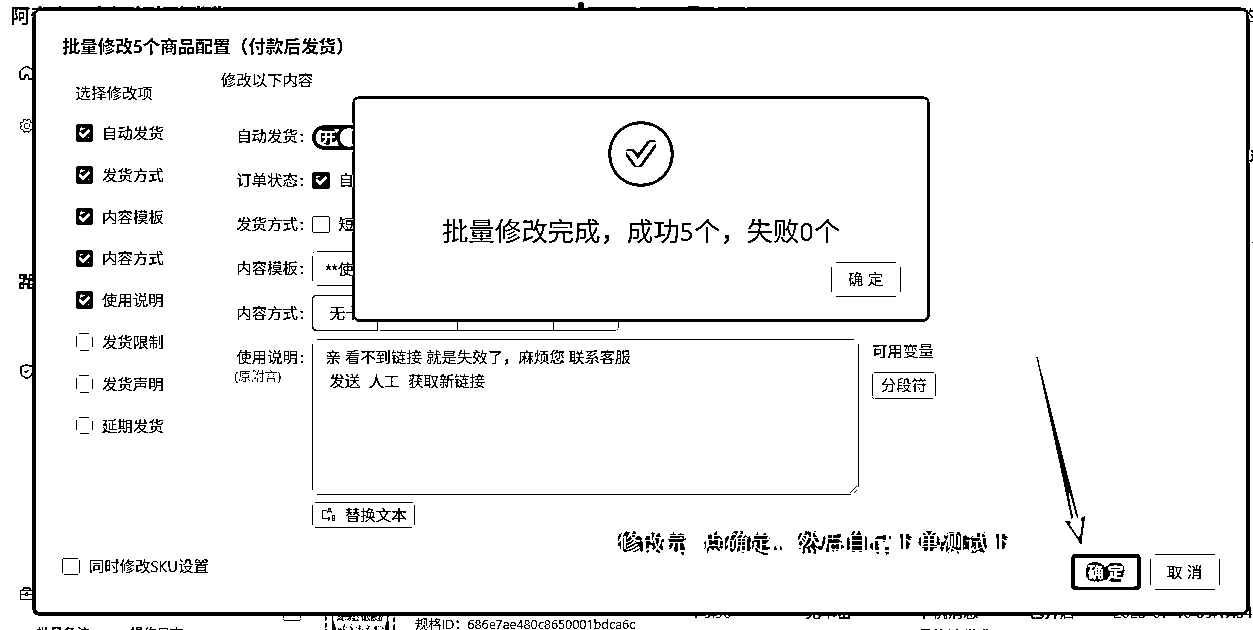 批量修改5个商品配置（付款后发货）
选择修改项
修改以下内容
自动发货
发货方式
内容模板
内容方式
使用说明
发货限制
发货声明
延期发货
自动发货： 开
订单状态： 自
发货方式： 短
内容模板： **使
内容方式： 无
使用说明：
(原附言)
批量修改完成，成功5个，失败0个
确 定
亲 看不到链接 就是失效了，麻烦您 联系客服
发送 人工 获取新链接
可用变量
分段符
替换文本
修改完 点确定.. 然后自己下单测试下
同时修改SKU设置
确 定
取 消
规格ID：686e7ae480c8650001bdca6c